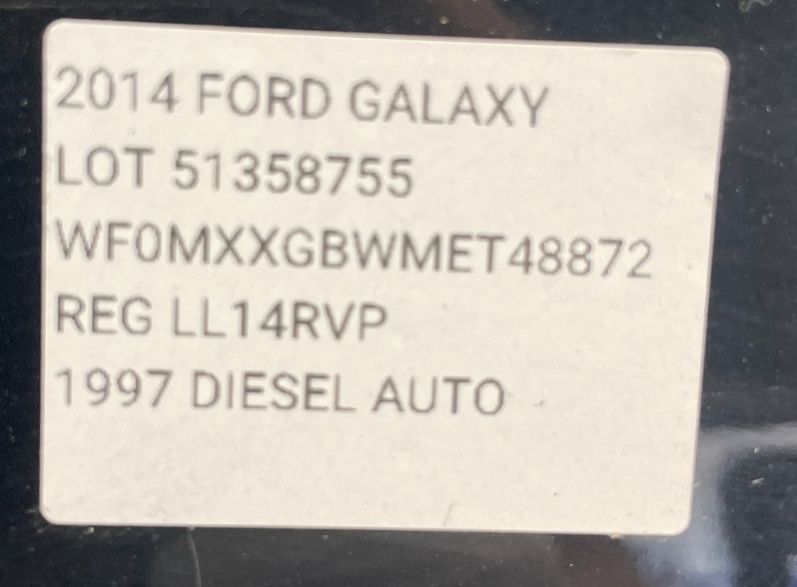 2014 FORD GALAXY
LOT 51358755
WF0MXXGBWMET48872
REG LL14RVP
1997 DIESEL AUTO